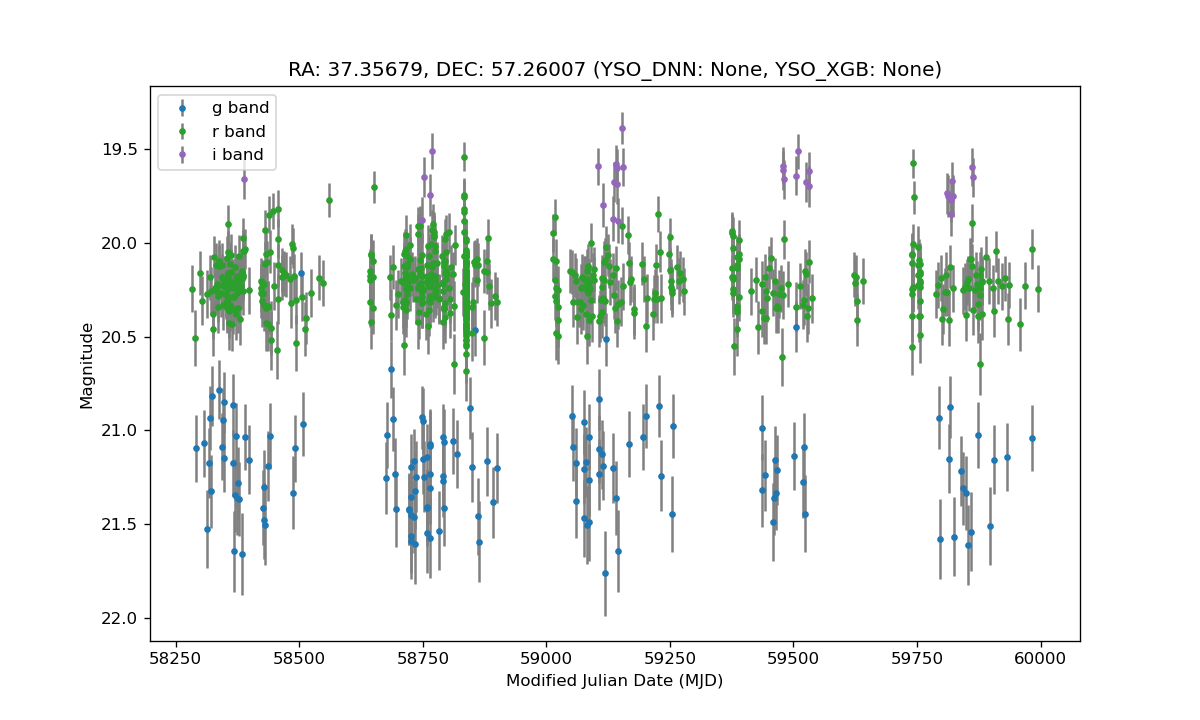 RA: 37.35679, DEC: 57.26007 (YSO_DNN: None, YSO_XGB: None)
g band
r band
i band
19.5
20.0
20.5
21.0
21.5
22.0
Magnitude
58250 58500 58750 59000 59250 59500 59750 60000
Modified Julian Date (MJD)